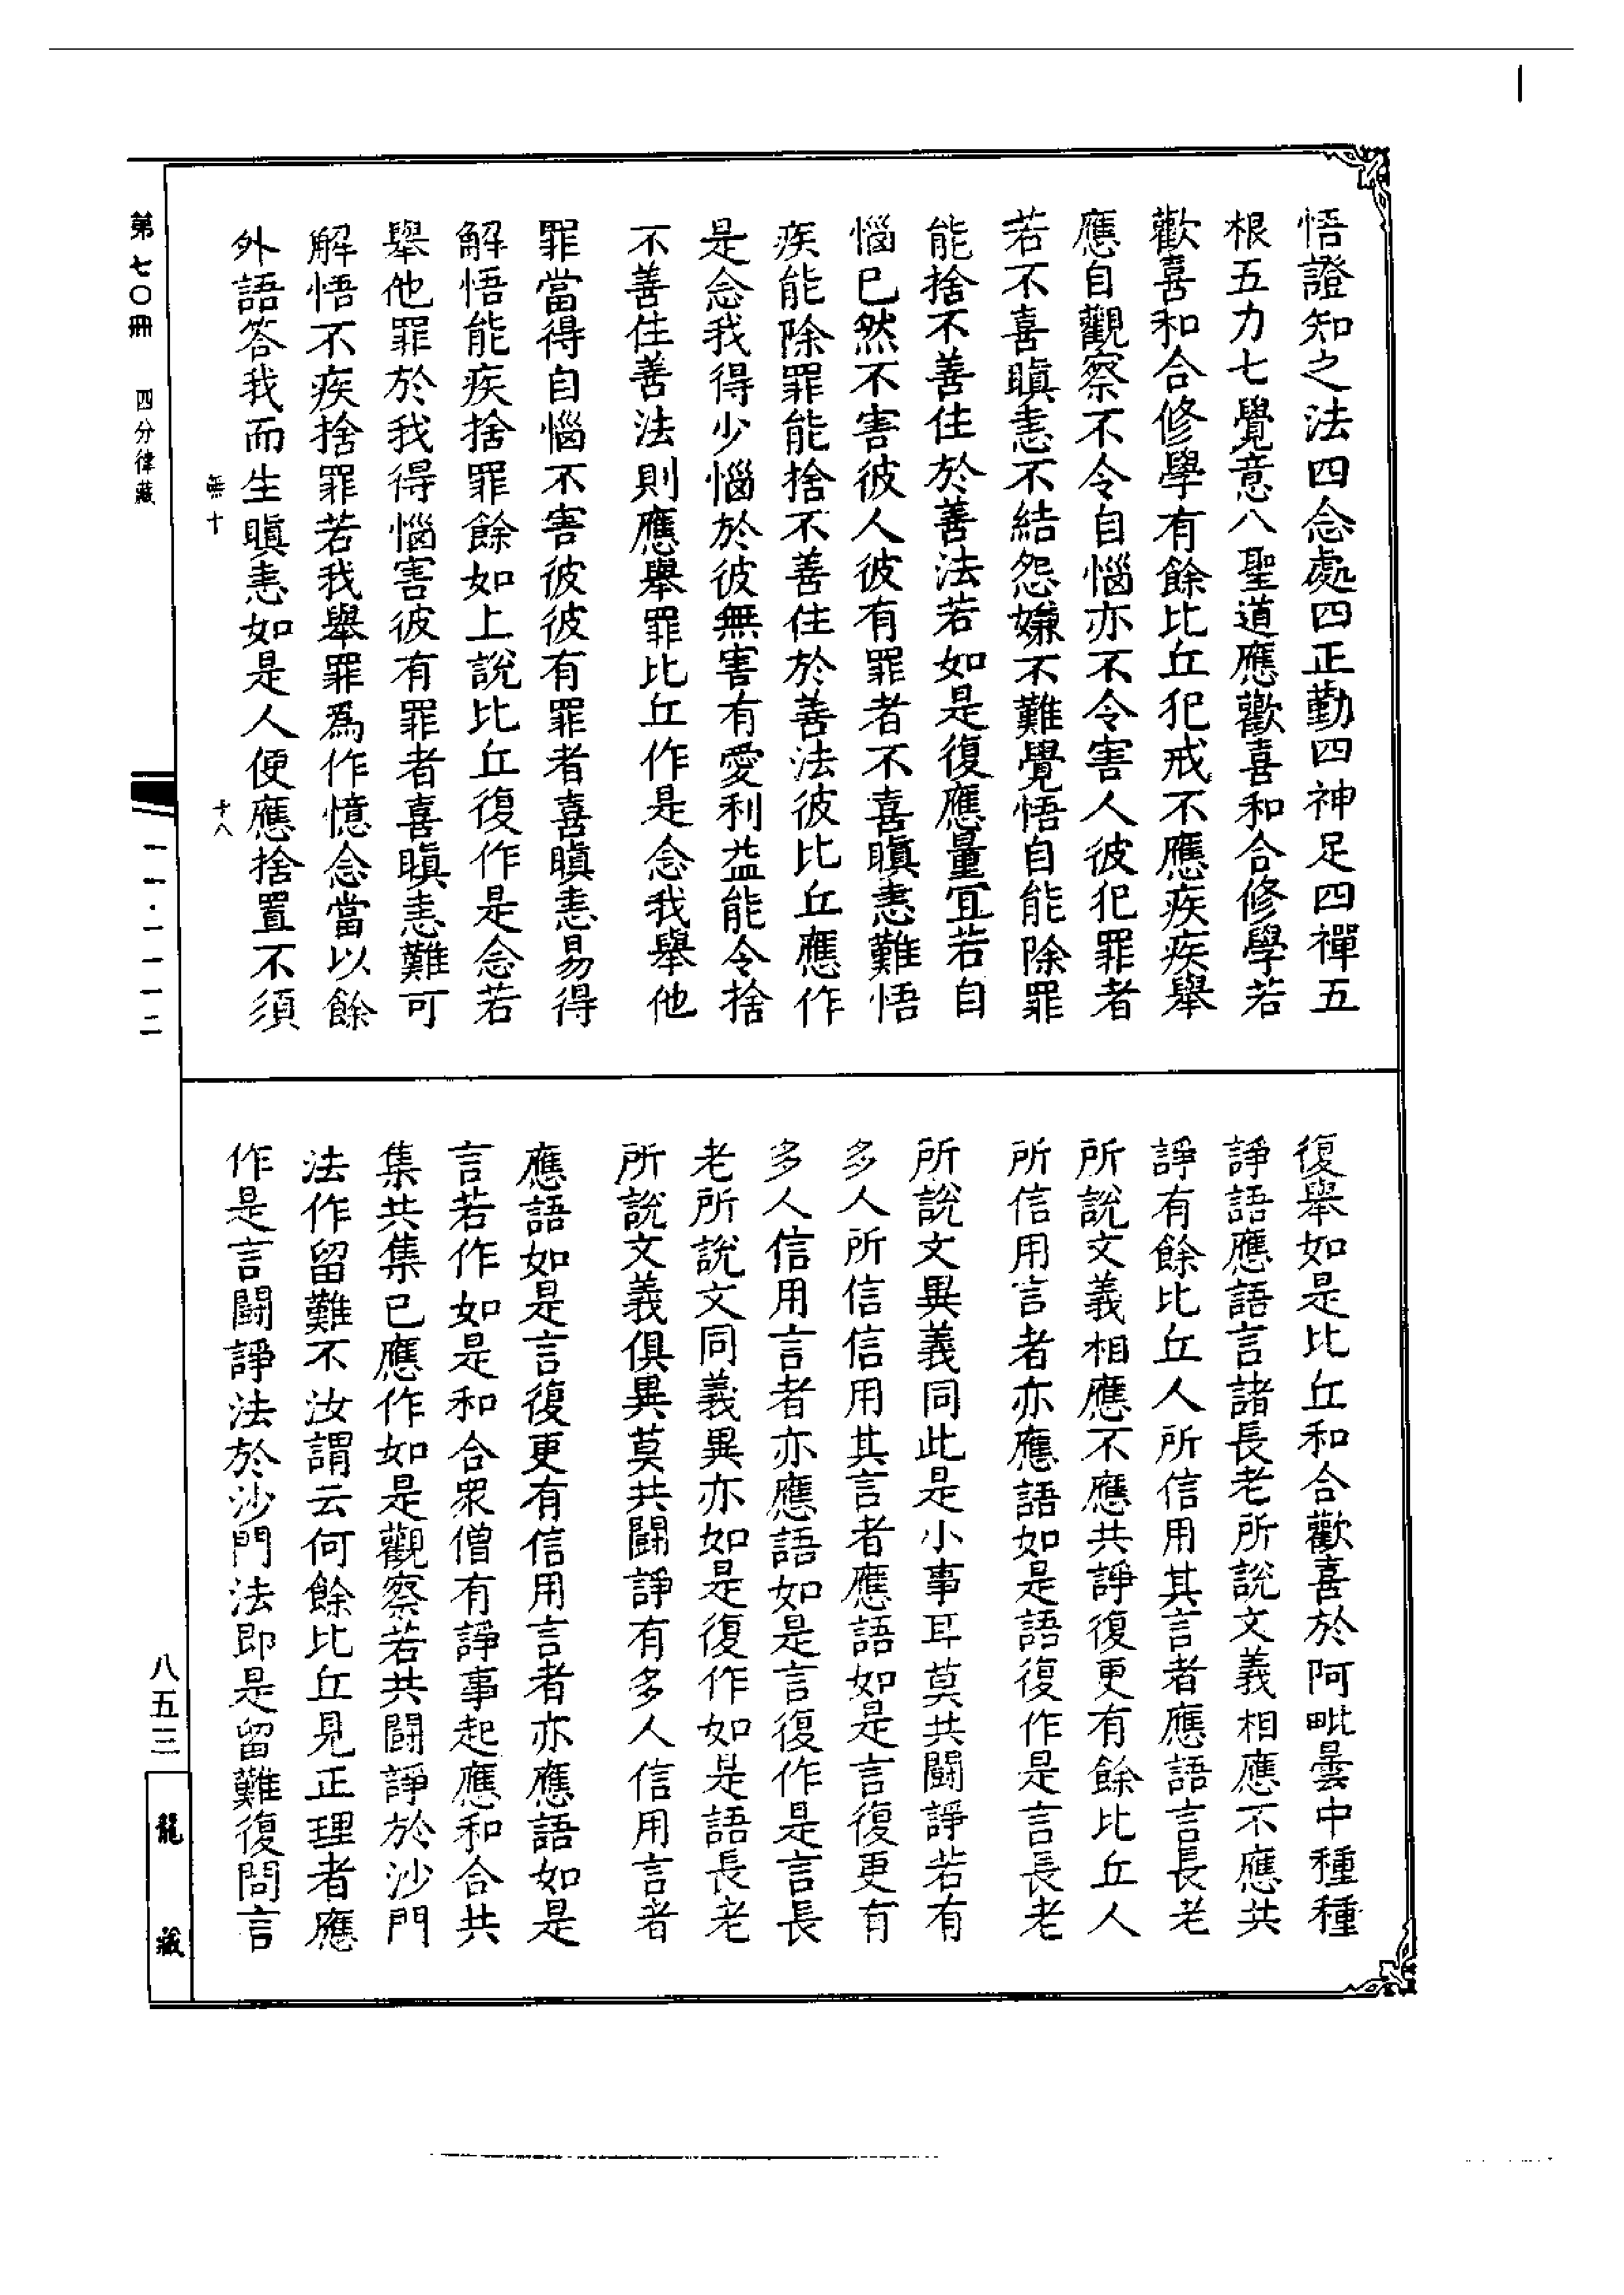 悟證知之法四念處四正勤四神足四禪五
根五力七覺意八聖道應歡喜和合修學若
歡喜和合修學有餘比丘犯戒不應疾疾舉
應自觀察不令自惱亦不令害人彼犯罪者
若不喜瞋恚不結怨嫌不難覺悟自能除罪
能捨不善住於善法若如是復應量宜若自
惱已然不害彼人彼有罪者不喜瞋恚難悟
疾能除罪能捨不善住於善法彼比丘應作
是念我得少惱於彼無害有愛利益能令捨
不善住善法則應舉罪比丘作是念我舉他
罪當得自惱不害彼彼有罪者喜瞋恚易得
解悟能疾捨罪餘如上說比丘復作是念若
舉他罪於我得惱害彼有罪者喜瞋恚難可
解悟不疾捨罪若我舉罪為作憶念當以餘
外語答我而生瞋恚如是人便應捨置不須
無十
十八
復舉如是比丘和合歡喜於阿毗曇中種種
諍語應語言諸長老所說文義相應不應共
諍有餘比丘人所信用其言者應語言長老
所說文義相應不應共諍復更有餘比丘人
所信用言者亦應語如是語復作是言長老
所說文異義同此是小事耳莫共鬪諍若有
多人所信信用其言者應語如是言復更有
多人信用言者亦應語如是言復作是言長
老所說文同義異亦如是復作如是語長老
所說文義俱異莫共鬪諍有多人信用言者
應語如是言復更有信用言者亦應語如是
言若作如是和合眾僧有諍事起應和合共
集共集已應作如是觀察若共鬪諍於沙門
法作留難不汝謂云何餘比丘見正理者應
作是言鬪諍法於沙門法即是留難復問言
第七〇冊
四分律藏
一一·一一一二
八五三
龍藏